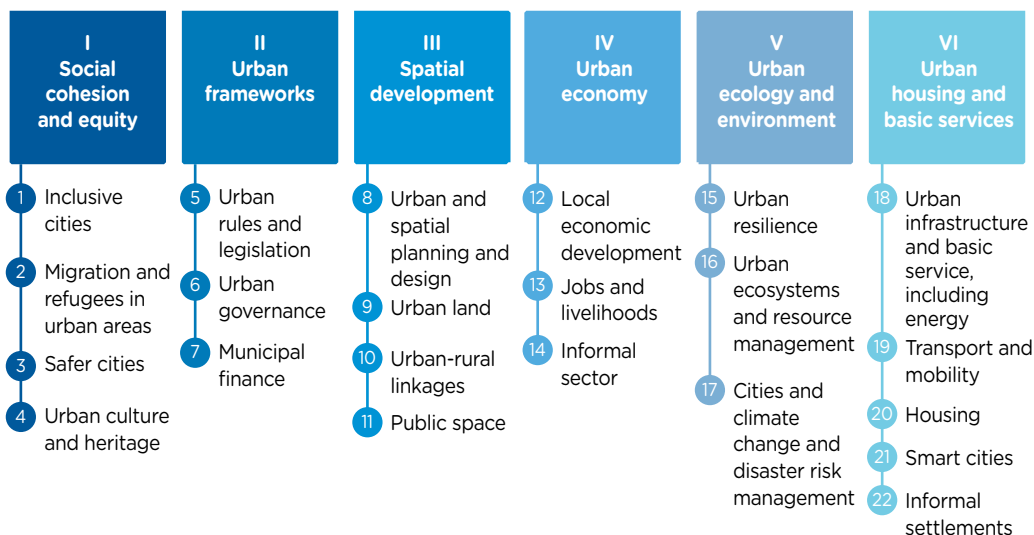 I
Social
cohesion
and equity
1 Inclusive
cities
2 Migration and
refugees in
urban areas
3 Safer cities
4 Urban culture
and heritage
II
Urban
frameworks
5 Urban
rules and
legislation
6 Urban
governance
7 Municipal
finance
III
Spatial
development
8 Urban and
spatial
planning and
design
9 Urban land
10 Urban-rural
linkages
11 Public space
IV
Urban
economy
12 Local
economic
development
13 Jobs and
livelihoods
14 Informal
sector
V
Urban
ecology and
environment
15 Urban
resilience
16 Urban
ecosystems
and resource
management
17 Cities and
climate
change and
disaster risk
management
VI
Urban
housing and
basic services
18 Urban
infrastructure
and basic
service,
including
energy
19 Transport and
mobility
20 Housing
21 Smart cities
22 Informal
settlements